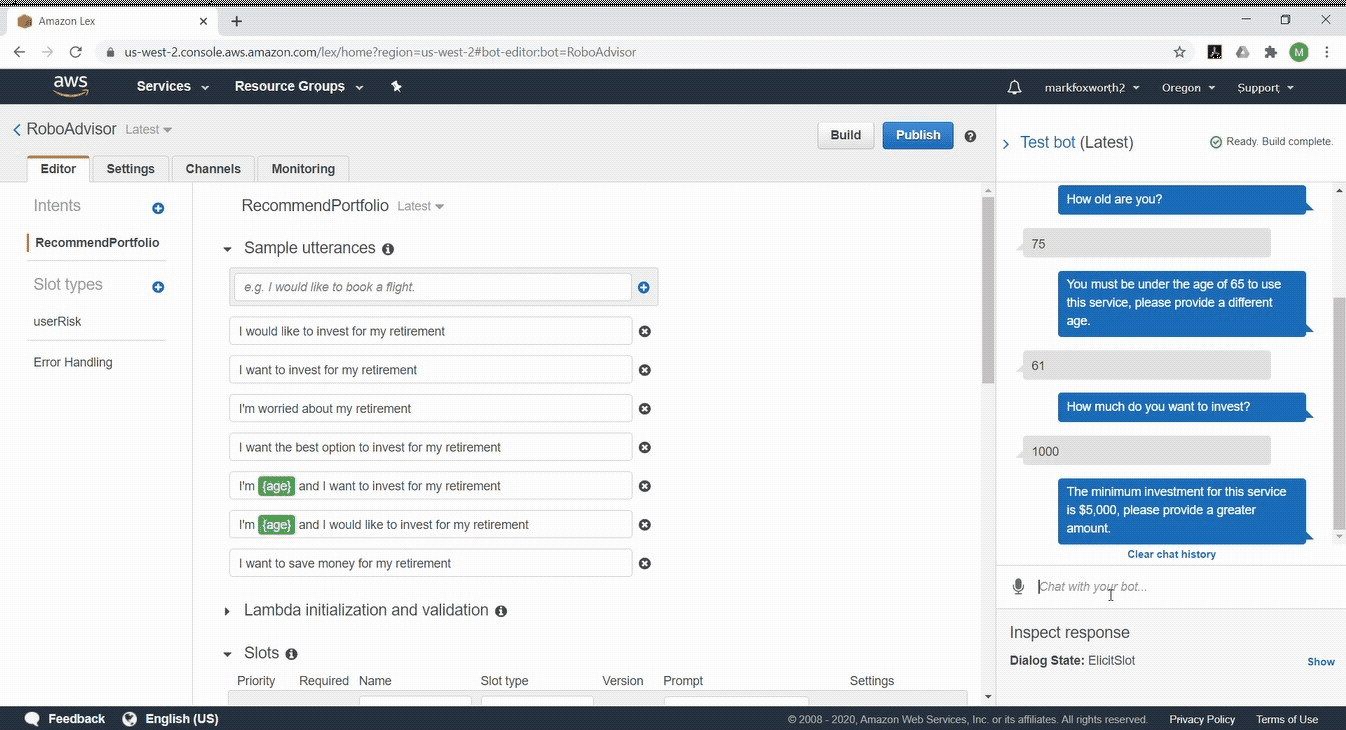 Amazon Lex
us-west-2.console.aws.amazon.com/lex/home?region=us-west-2#bot-editor:bot=RoboAdvisor
M
aws
Services
Resource Groups
markfoxworth2
Oregon
Support
RoboAdvisor Latest
Build
Publish
Test bot (Latest)
Ready. Build complete.
Editor
Settings
Channels
Monitoring
Intents
RecommendPortfolio
Slot types
userRisk
Error Handling
RecommendPortfolio Latest
Sample utterances
e.g. I would like to book a flight.
I would like to invest for my retirement
I want to invest for my retirement
I'm worried about my retirement
I want the best option to invest for my retirement
I'm {age} and I want to invest for my retirement
I'm {age} and I would like to invest for my retirement
I want to save money for my retirement
Lambda initialization and validation
Slots
Priority Required Name Slot type Version Prompt Settings
How old are you?
75
You must be under the age of 65 to use
this service, please provide a different
age.
61
How much do you want to invest?
1000
The minimum investment for this service
is $5,000, please provide a greater
amount.
Clear chat history
Chat with your bot...
Inspect response
Dialog State: ElicitSlot
Show
Feedback
English (US)
© 2008 - 2020, Amazon Web Services, Inc. or its affiliates. All rights reserved.
Privacy Policy
Terms of Use